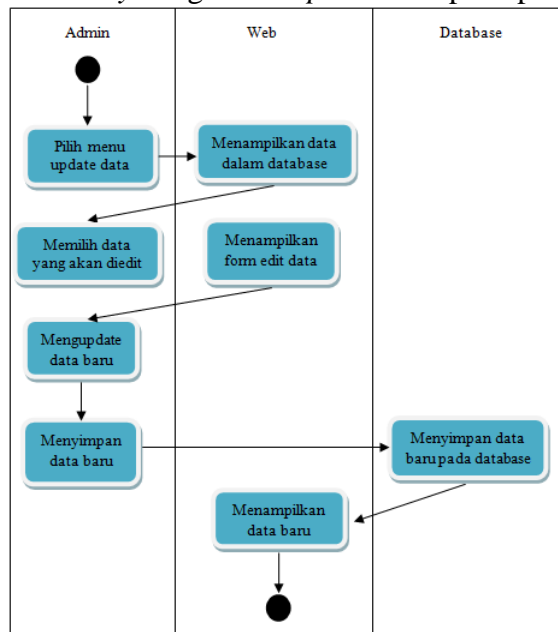 Admin
Web
Database
Pilih menu
update data
Menampilkan data
dalam database
Memilih data
yang akan diedit
Menampilkan
form edit data
Mengupdate
data baru
Menyimpan
data baru
Menyimpan data
baru pada database
Menampilkan
data baru